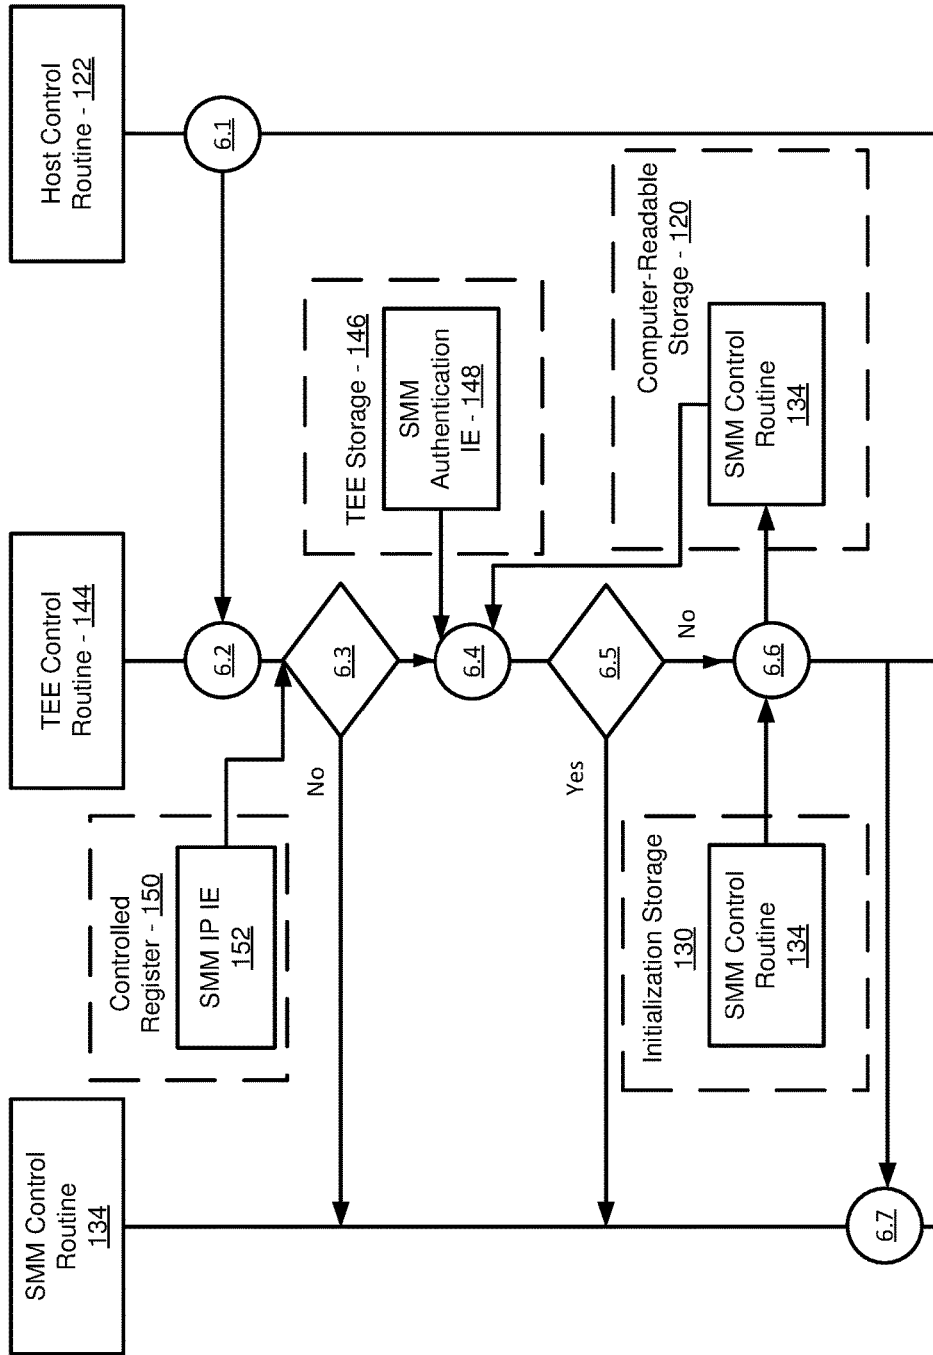 SMM Control
Routine
134
TEE Control
Routine - 144
Host Control
Routine - 122
Controlled
Register - 150
SMM IP IE
152
6.2
6.1
No
6.3
TEE Storage - 146
SMM
Authentication
IE - 148
6.4
Yes
6.5
No
Initialization Storage
130
SMM Control
Routine
134
6.6
Computer-Readable
Storage - 120
SMM Control
Routine
134
6.7